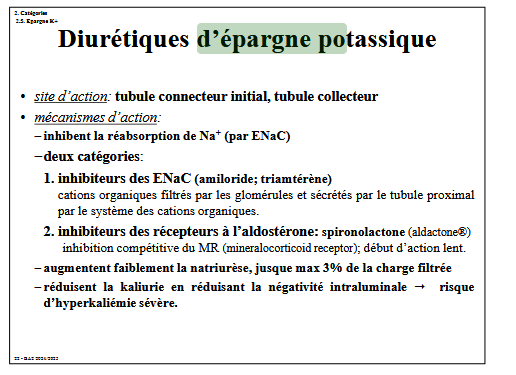 2. Catégories
2.5. Epargne K+
Diurétiques d’épargne potassique
• site d’action: tubule connecteur initial, tubule collecteur
• mécanismes d’action:
– inhibent la réabsorption de Na⁺ (par ENaC)
– deux catégories:
1. inhibiteurs des ENaC (amiloride; triamtérène)
cations organiques filtrés par les glomérules et sécrétés par le tubule proximal
par le système des cations organiques.
2. inhibiteurs des récepteurs à l’aldostérone: spironolactone (aldactone®)
inhibition compétitive du MR (mineralocorticoid receptor); début d’action lent.
– augmentent faiblement la natriurèse, jusque max 3% de la charge filtrée
– réduisent la kaliurie en réduisant la négativité intraluminale → risque
d’hyperkaliémie sévère.
2024/2025